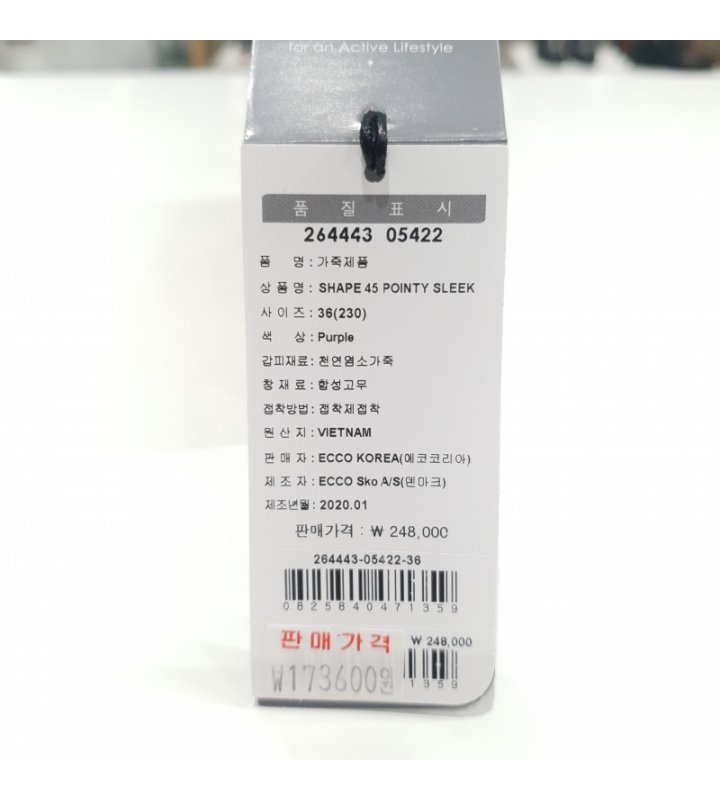 for an Active Lifestyle
품 질 표 시
264443 05422
품 명 : 가죽제품
상 품 명 : SHAPE 45 POINTY SLEEK
사 이 즈 : 36(230)
색 상 : Purple
갑피재료: 천연염소가죽
창 재 료 : 합성고무
접착방법: 접착제접착
원 산 지 : VIETNAM
판 매 자 : ECCO KOREA(에코코리아)
제 조 자 : ECCO Sko A/S(덴마크)
제조년월 : 2020.01
판매가격 : ₩ 248,000
264443-05422-36
0825840471359
판매가격 ₩ 248,000
₩173600원 1359